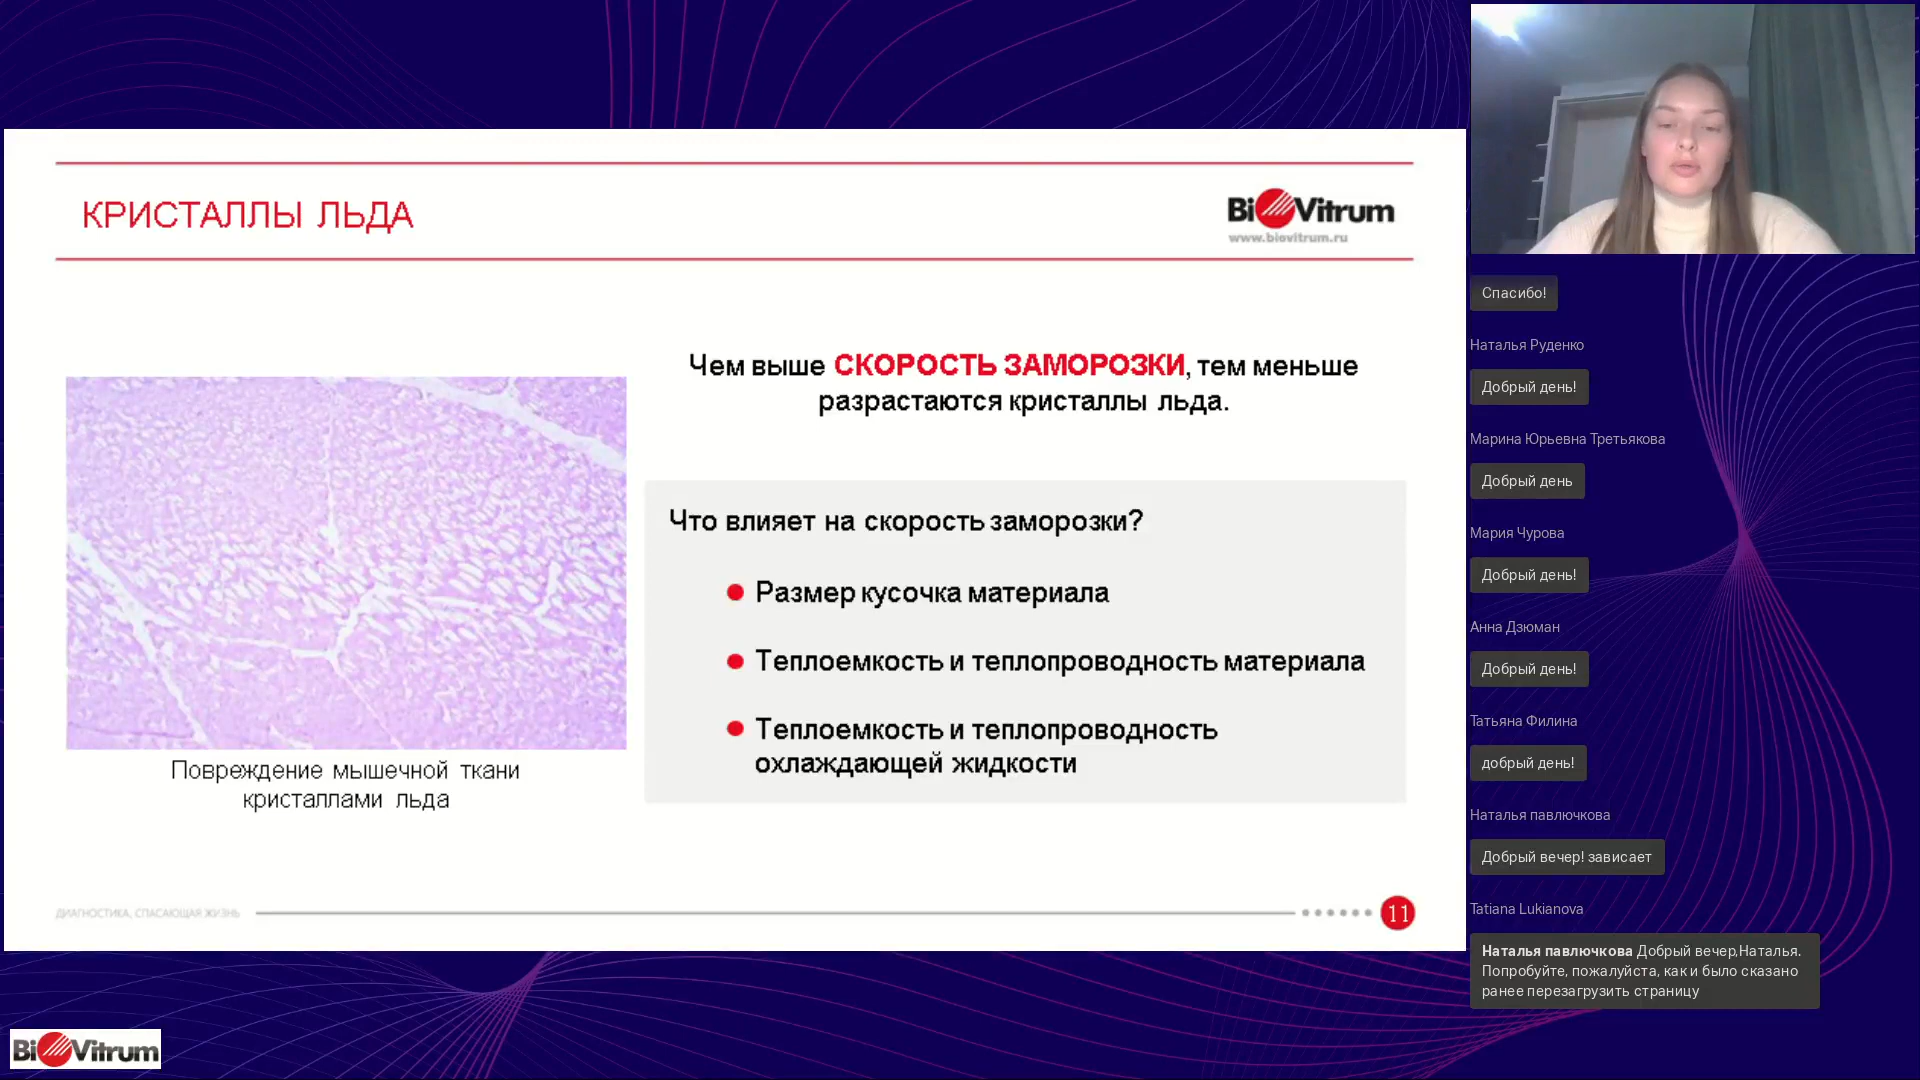 КРИСТАЛЛЫ ЛЬДА
BiOVitrum
www.biovitrum.ru
Чем выше СКОРОСТЬ ЗАМОРОЗКИ, тем меньше
разрастаются кристаллы льда.
Что влияет на скорость заморозки?
Размер кусочка материала
Теплоемкость и теплопроводность материала
Теплоемкость и теплопроводность
охлаждающей жидкости
Повреждение мышечной ткани
кристаллами льда
ДИАГНОСТИКА, СПАСАЮЩАЯ ЖИЗНЬ
11
BiOVitrum
Спасибо!
Наталья Руденко
Добрый день!
Марина Юрьевна Третьякова
Добрый день
Мария Чурова
Добрый день!
Анна Дзюман
Добрый день!
Татьяна Филина
добрый день!
Наталья павлючкова
Добрый вечер! зависает
Tatiana Lukianova
Наталья павлючкова Добрый вечер,Наталья.
Попробуйте, пожалуйста, как и было сказано
ранее перезагрузить страницу